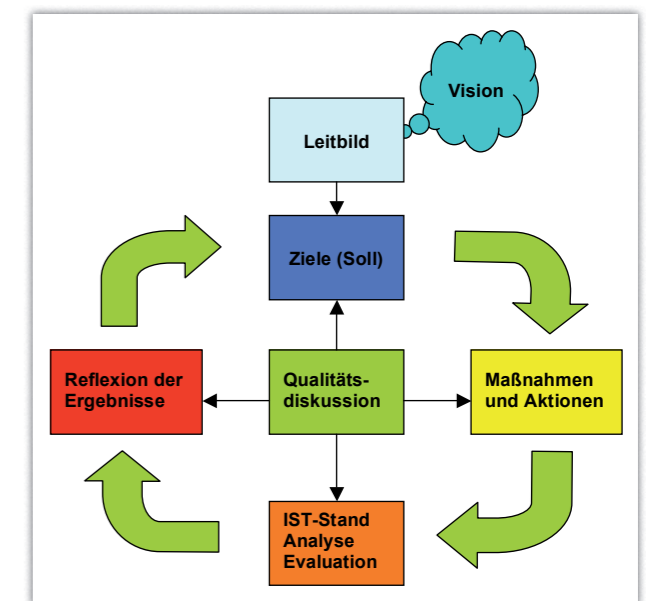 Vision
Leitbild
Ziele (Soll)
Reflexion der
Ergebnisse
Qualitäts-
diskussion
Maßnahmen
und Aktionen
IST-Stand
Analyse
Evaluation